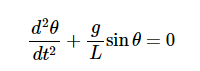 d²θ/dt² + g/L sin θ = 0